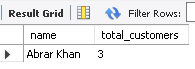 Result Grid Filter Rows:
name total_customers
Abrar Khan 3